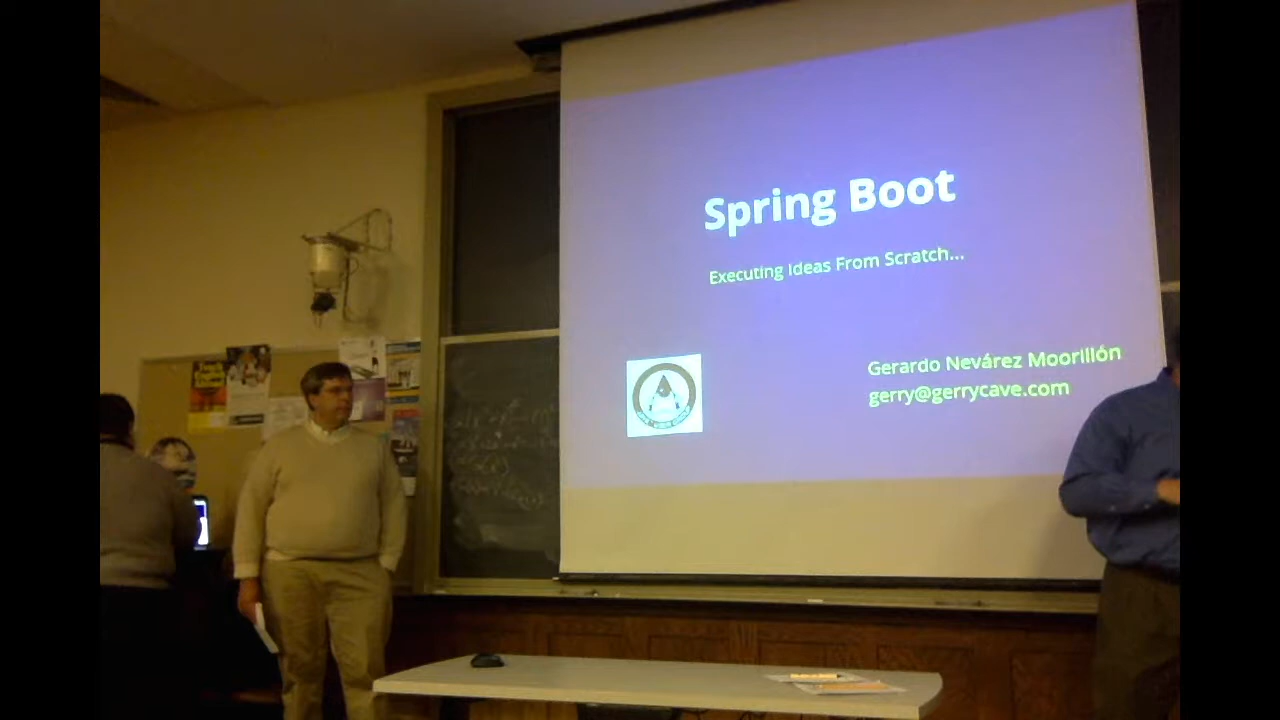 Spring Boot
Executing Ideas From Scratch...
Gerardo Nevárez Moorillón
gerry@gerrycave.com